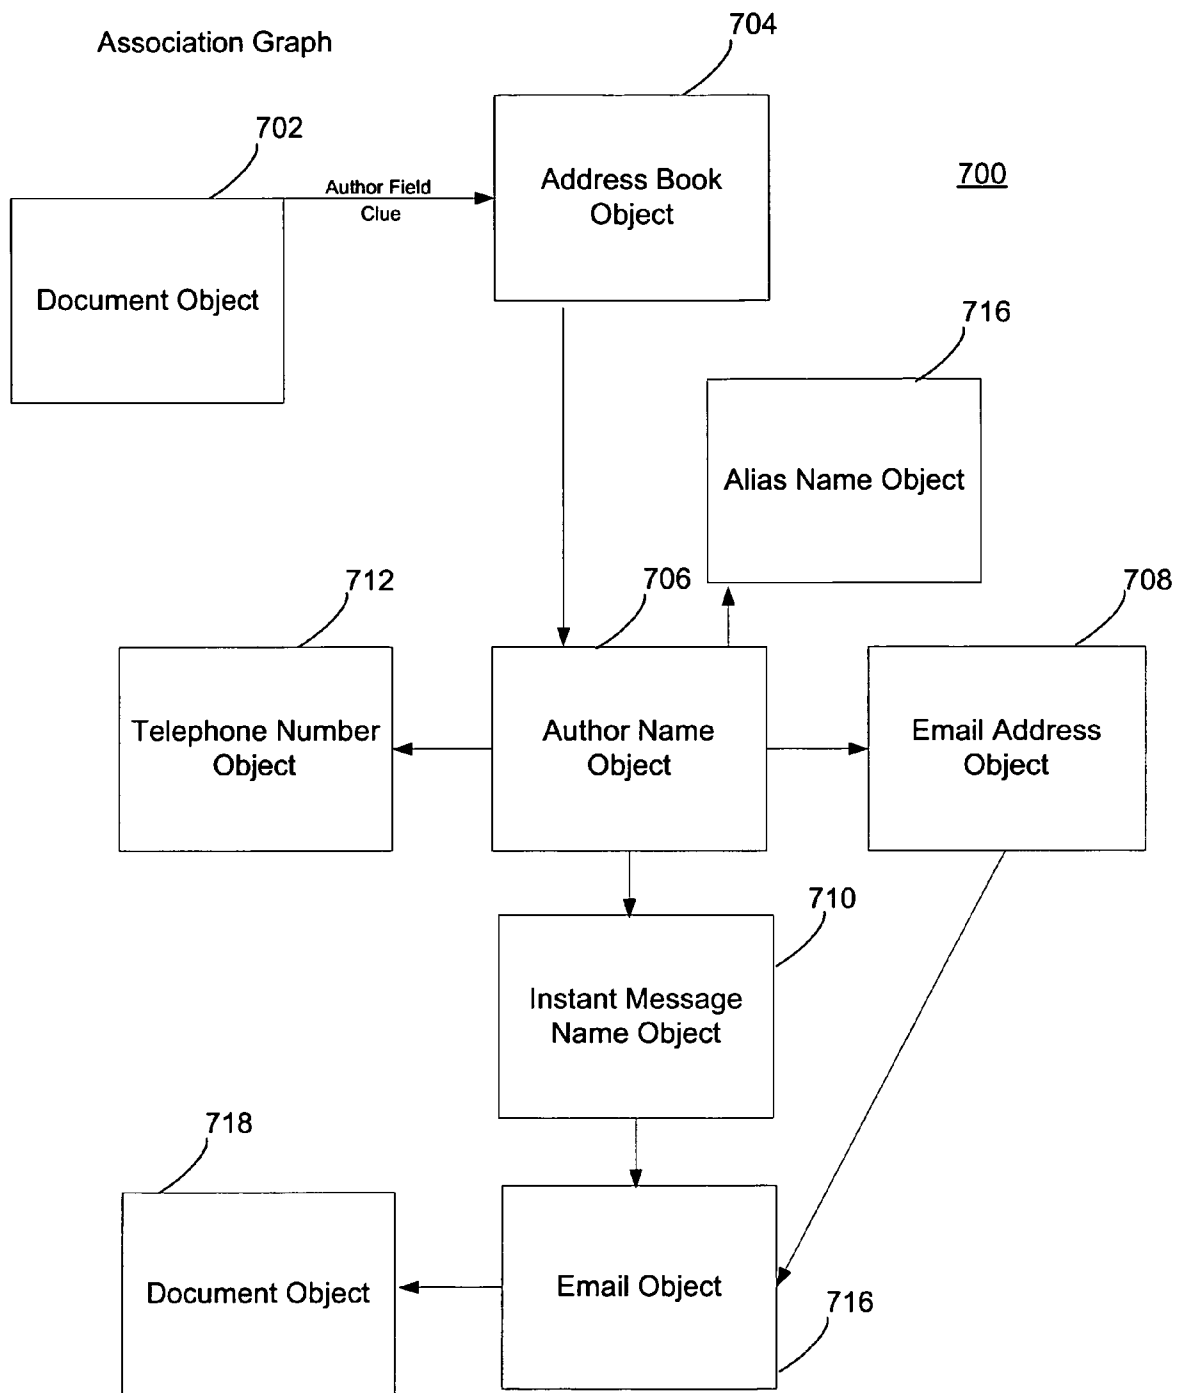 Association Graph
704
702
Address Book
Object
700
Author Field
Clue
Document Object
716
Alias Name Object
712
706
708
Telephone Number
Object
Author Name
Object
Email Address
Object
710
Instant Message
Name Object
718
Document Object
Email Object
716